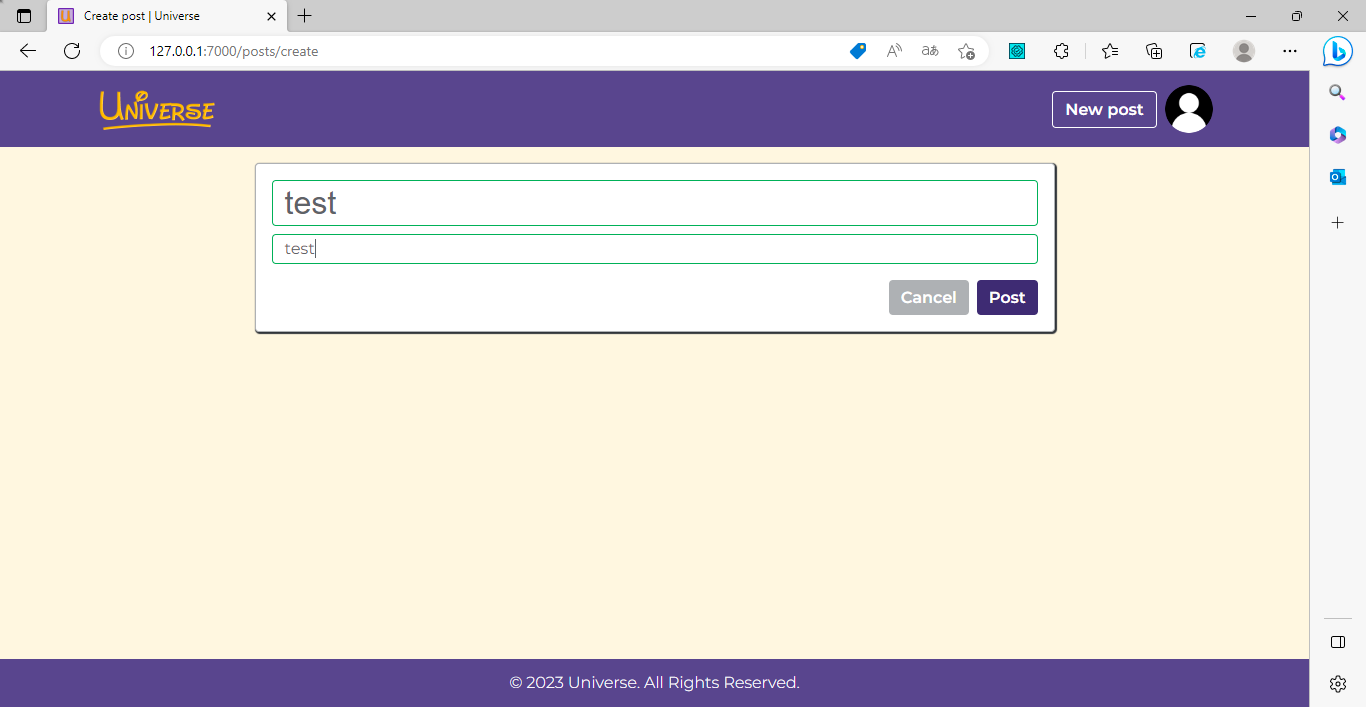 Create post | Universe
127.0.0.1:7000/posts/create
UNIVERSE
New post
test
test
Cancel
Post
© 2023 Universe. All Rights Reserved.